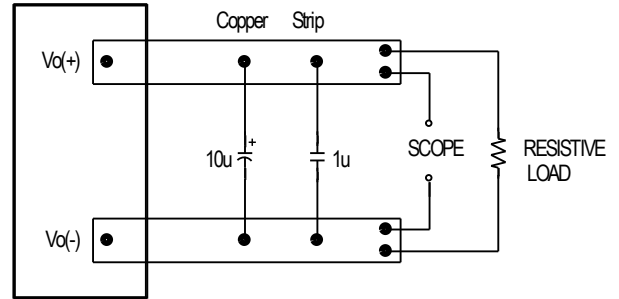 Copper Strip
Vo(+)
+
10u
1u
SCOPE
RESISTIVE
LOAD
Vo(-)